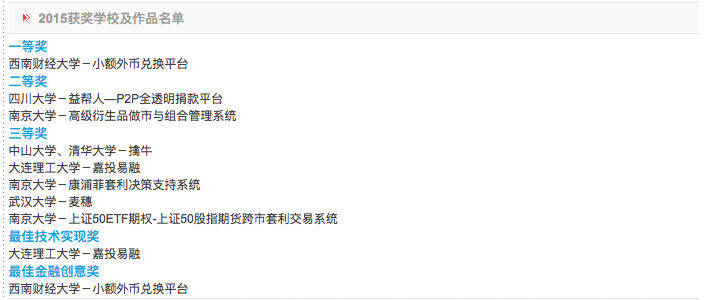 2015获奖学校及作品名单
一等奖
西南财经大学－小额外币兑换平台
二等奖
四川大学－益帮人—P2P全透明捐款平台
南京大学－高级衍生品做市与组合管理系统
三等奖
中山大学、清华大学－擒牛
大连理工大学－嘉投易融
南京大学－康浦菲套利决策支持系统
武汉大学－麦穗
南京大学－上证50ETF期权-上证50股指期货跨市套利交易系统
最佳技术实现奖
大连理工大学－嘉投易融
最佳金融创意奖
西南财经大学－小额外币兑换平台